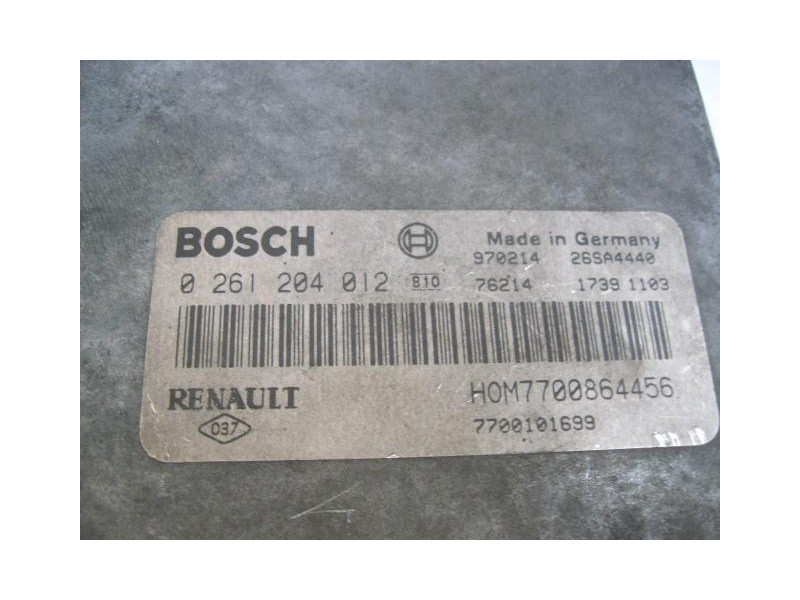 BOSCH Made in Germany
970214 26SA4440
0 261 204 012 B10 76214 1739 1103
RENAULT HOM7700864456
037 7700101699